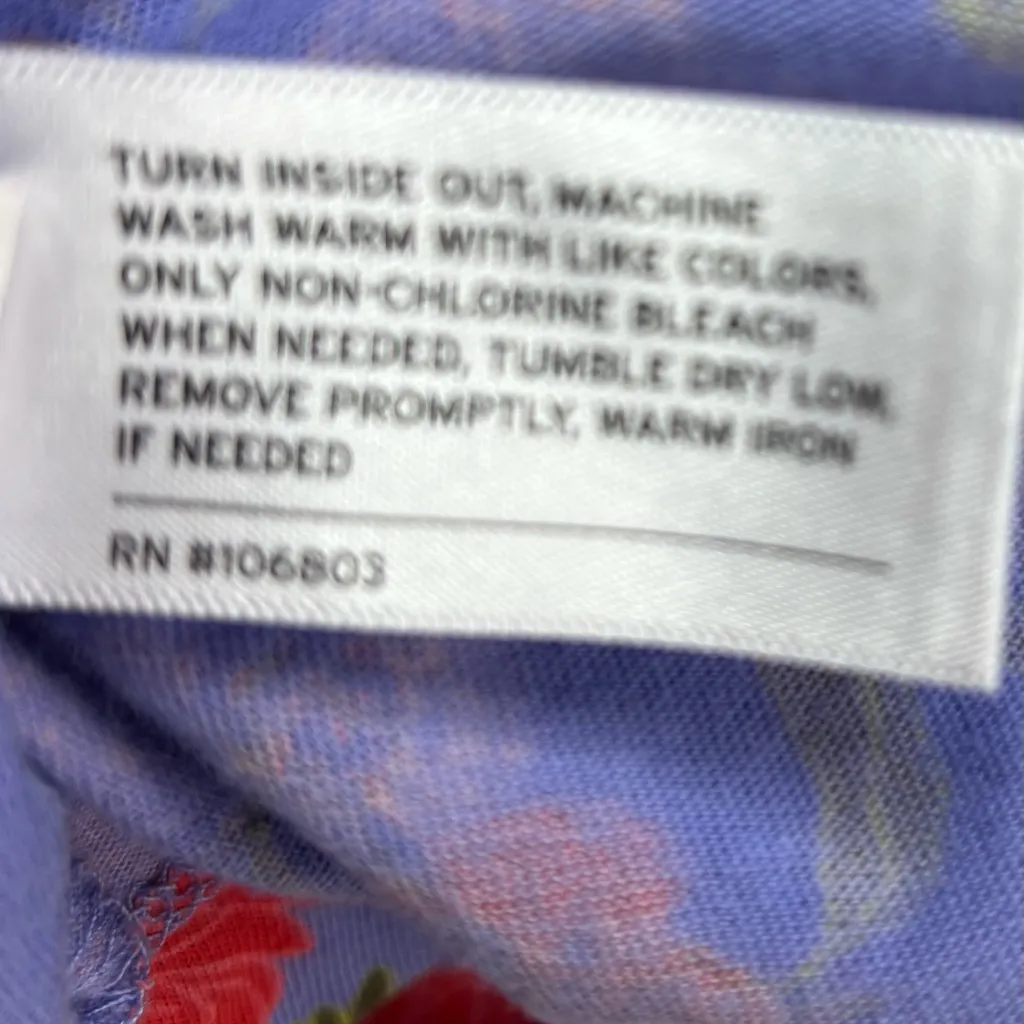 TURN INSIDE OUT, MACHINE
WASH WARM WITH LIKE COLORS,
ONLY NON-CHLORINE BLEACH
WHEN NEEDED, TUMBLE DRY LOW,
REMOVE PROMPTLY, WARM IRON
IF NEEDED
RN #106803